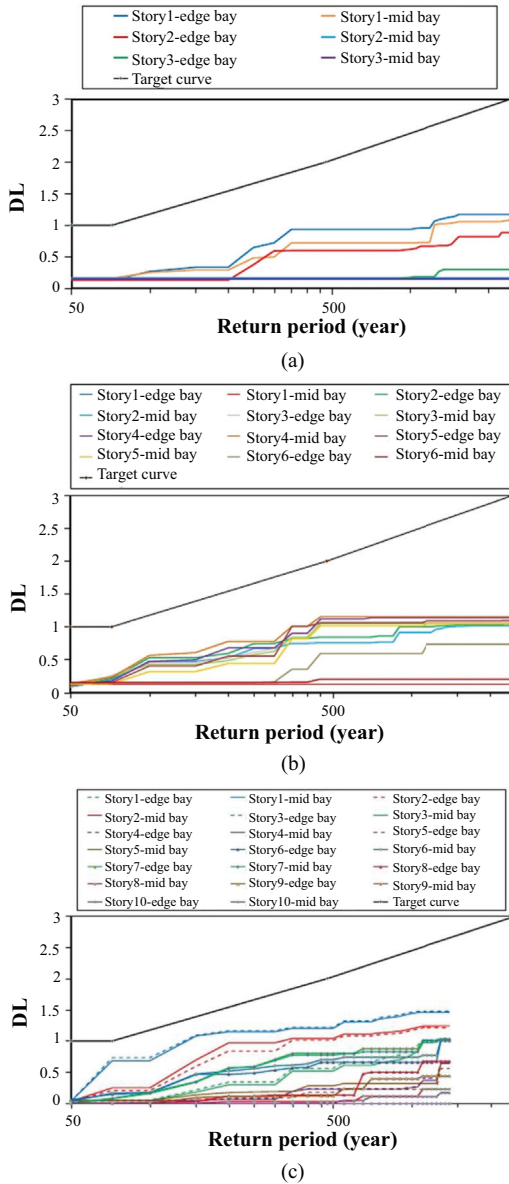 Story1-edge bay Story1-mid bay
Story2-edge bay Story2-mid bay
Story3-edge bay Story3-mid bay
Target curve
3
2.5
2
1.5
1
0.5
0
DL
50 500
Return period (year)
(a)
Story1-edge bay Story1-mid bay Story2-edge bay
Story2-mid bay Story3-edge bay Story3-mid bay
Story4-edge bay Story4-mid bay Story5-edge bay
Story5-mid bay Story6-edge bay Story6-mid bay
Target curve
3
2.5
2
1.5
1
0.5
0
DL
50 500
Return period (year)
(b)
Story1-edge bay Story1-mid bay Story2-edge bay
Story2-mid bay Story3-edge bay Story3-mid bay
Story4-edge bay Story4-mid bay Story5-edge bay
Story5-mid bay Story6-edge bay Story6-mid bay
Story7-edge bay Story7-mid bay Story8-edge bay
Story8-mid bay Story9-edge bay Story9-mid bay
Story10-edge bay Story10-mid bay Target curve
3
2.5
2
1.5
1
0.5
0
DL
50 500
Return period (year)
(c)